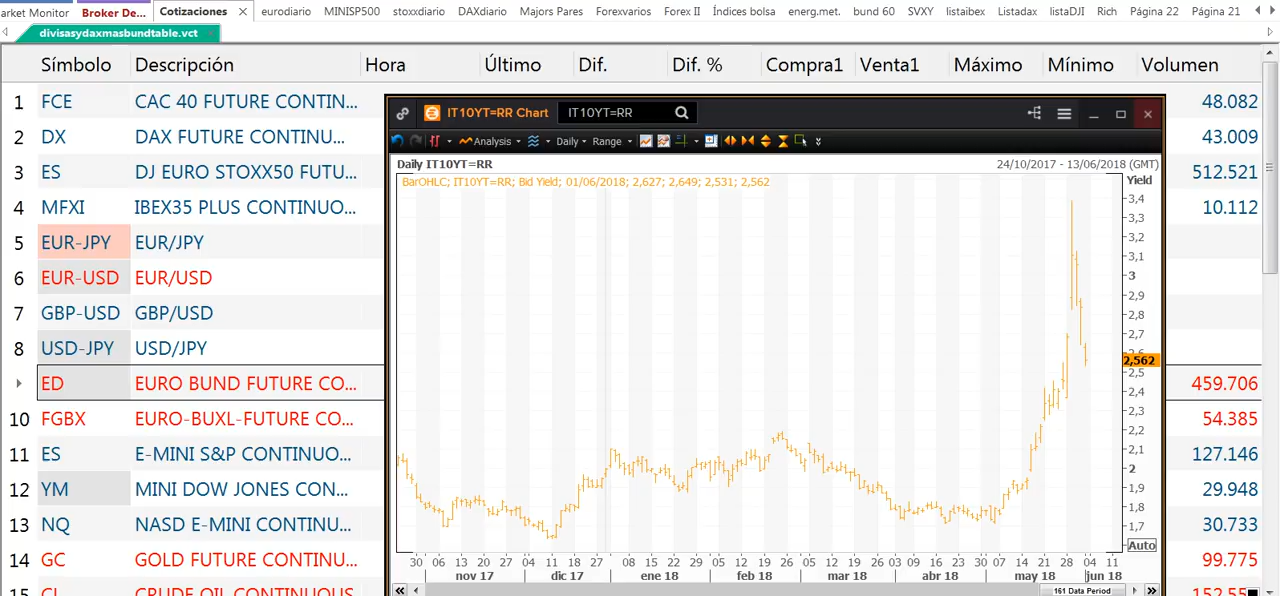 arket Monitor Broker De... Cotizaciones eurodiario MINISP500 stoxxdiario DAXdiario Majors Pares Forexvarios Forex II Índices bolsa energ.met. bund 60 SVXY listaibex Listadax listaDJI Rich Página 22 Página 21
divisasydaxmasbundtable.vct
Símbolo Descripción Hora Último Dif. Dif. % Compra1 Venta1 Máximo Mínimo Volumen
1 FCE CAC 40 FUTURE CONTIN... 48.082
2 DX DAX FUTURE CONTINU... 43.009
3 ES DJ EURO STOXX50 FUTU... 512.521
4 MFXI IBEX35 PLUS CONTINUO... 10.112
5 EUR-JPY EUR/JPY
6 EUR-USD EUR/USD
7 GBP-USD GBP/USD
8 USD-JPY USD/JPY
ED EURO BUND FUTURE CO... 459.706
10 FGBX EURO-BUXL-FUTURE CO... 54.385
11 ES E-MINI S&P CONTINUO... 127.146
12 YM MINI DOW JONES CON... 29.948
13 NQ NASD E-MINI CONTINU... 30.733
14 GC GOLD FUTURE CONTINU... 99.775
15 CL CRUDE OIL CONTINUOUS
IT10YT=RR Chart IT10YT=RR
Analysis Daily Range
Daily IT10YT=RR 24/10/2017 - 13/06/2018 (GMT)
BarOHLC; IT10YT=RR; Bid Yield; 01/06/2018; 2,627; 2,649; 2,531; 2,562 Yield
3,4
3,3
3,2
3,1
3
2,9
2,8
2,7
2,6
2,562
2,5
2,4
2,3
2,2
2,1
2
1,9
1,8
1,7
Auto
30 06 13 20 27 04 11 18 27 08 15 22 29 05 12 19 26 05 12 19 26 03 09 16 23 30 07 14 21 28 04 11
nov 17 dic 17 ene 18 feb 18 mar 18 abr 18 may 18 jun 18
161 Data Period